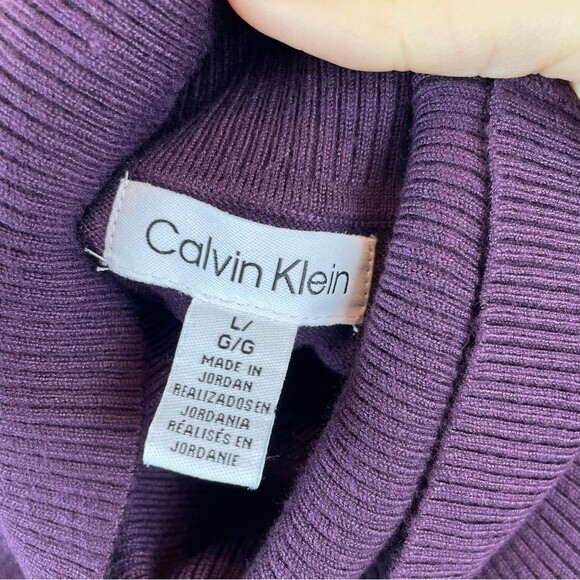 Calvin Klein
L/
G/G
MADE IN
JORDAN
REALIZADOS EN
JORDANIA
RÉALISÉS EN
JORDANIE